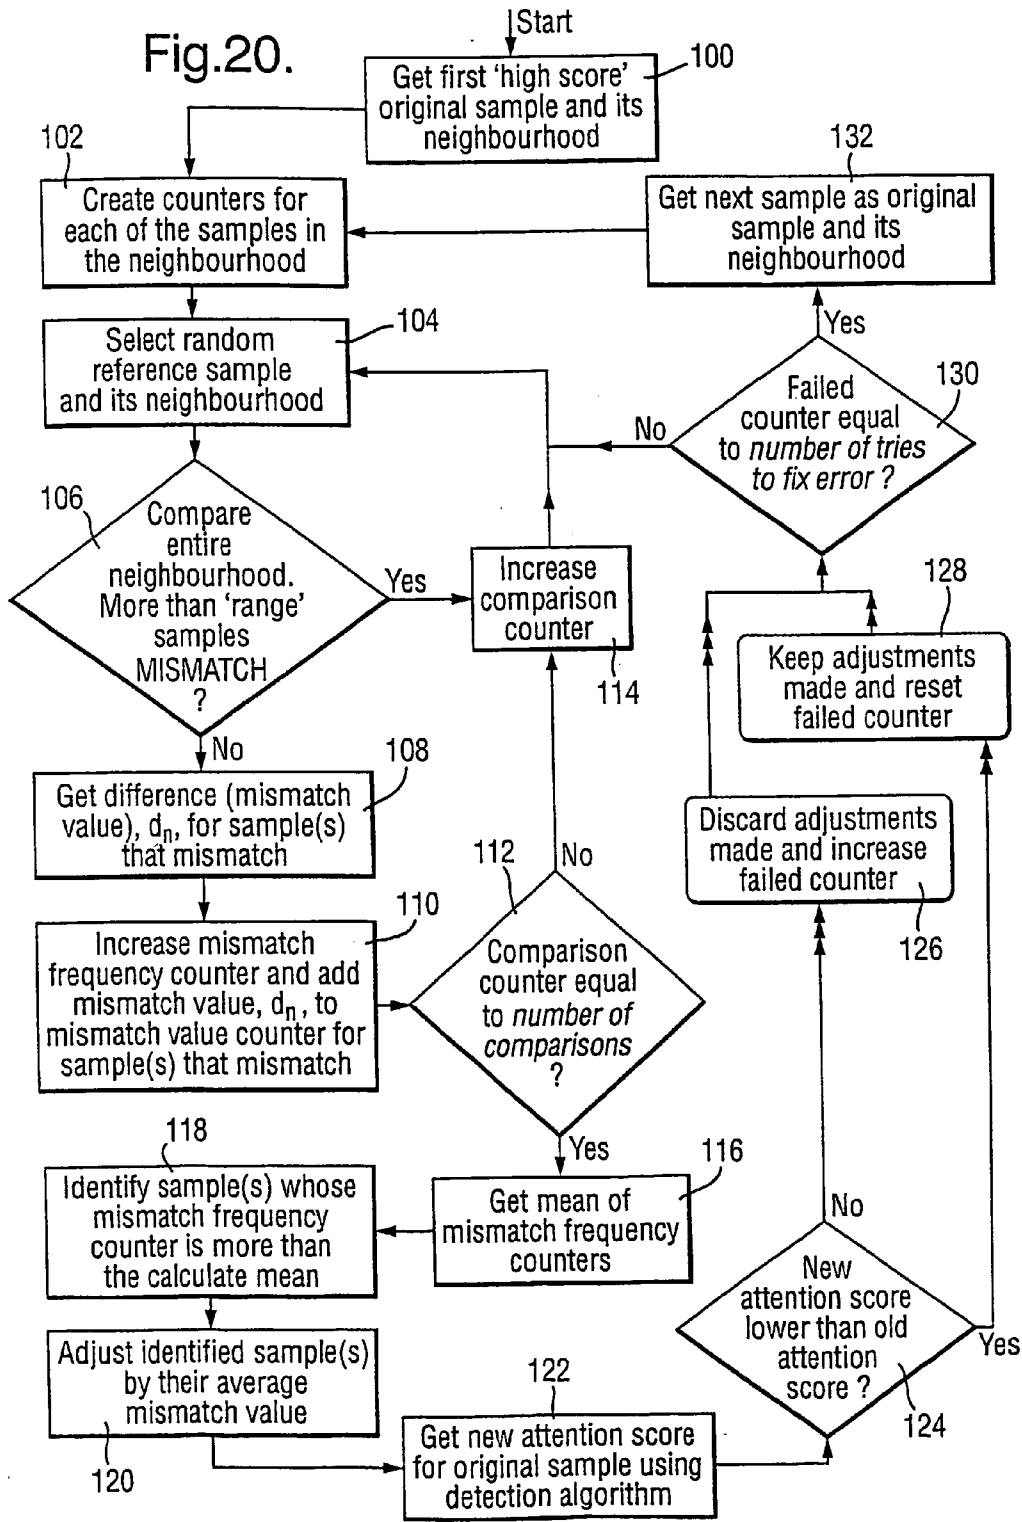 Fig.20.
Start
100
Get first 'high score'
original sample and its
neighbourhood
102
Create counters for
each of the samples in
the neighbourhood
132
Get next sample as original
sample and its
neighbourhood
104
Select random
reference sample
and its neighbourhood
Yes
130
Failed
counter equal
to number of tries
to fix error ?
No
106
Compare
entire
neighbourhood.
More than 'range'
samples
MISMATCH
?
Yes
Increase
comparison
counter
114
128
Keep adjustments
made and reset
failed counter
No
108
Get difference (mismatch
value), dn, for sample(s)
that mismatch
Discard adjustments
made and increase
failed counter
126
112
No
110
Increase mismatch
frequency counter and add
mismatch value, dn, to
mismatch value counter for
sample(s) that mismatch
Comparison
counter equal
to number of
comparisons
?
Yes
116
Get mean of
mismatch frequency
counters
118
Identify sample(s) whose
mismatch frequency
counter is more than
the calculate mean
No
New
attention score
lower than old
attention
score ?
Yes
124
Adjust identified sample(s)
by their average
mismatch value
120
122
Get new attention score
for original sample using
detection algorithm